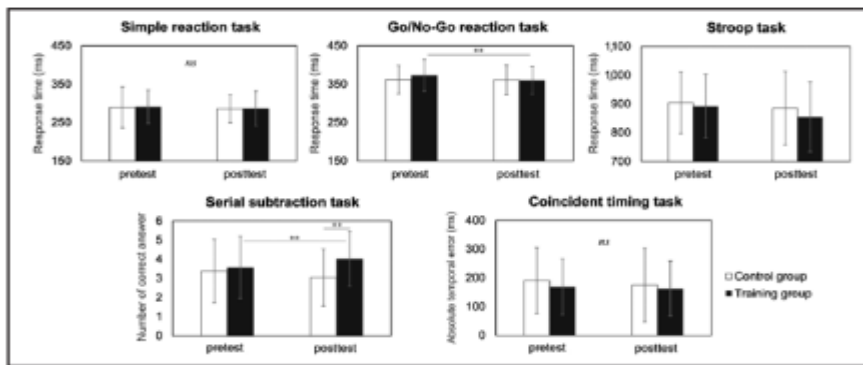 Simple reaction task
Go/No-Go reaction task
Stroop task
Response time (ms)
450
350
250
150
ns
pretest
posttest
Response time (ms)
450
350
250
150
**
pretest
posttest
Response time (ms)
1,100
1,000
900
800
700
pretest
posttest
Serial subtraction task
Coincident timing task
Number of correct answer
6
5
4
3
2
1
0
**
**
pretest
posttest
Absolute temporal error (ms)
400
300
200
100
0
ns
pretest
posttest
Control group
Training group